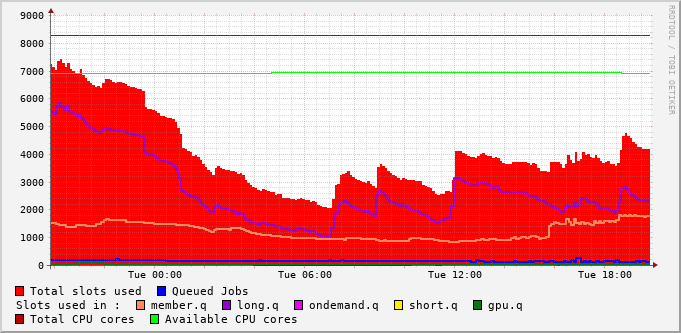 9000
8000
7000
6000
5000
4000
3000
2000
1000
0
Tue 00:00 Tue 06:00 Tue 12:00 Tue 18:00
RRDTOOL / TOBI OETIKER
Total slots used Queued Jobs
Slots used in : member.q long.q ondemand.q short.q gpu.q
Total CPU cores Available CPU cores